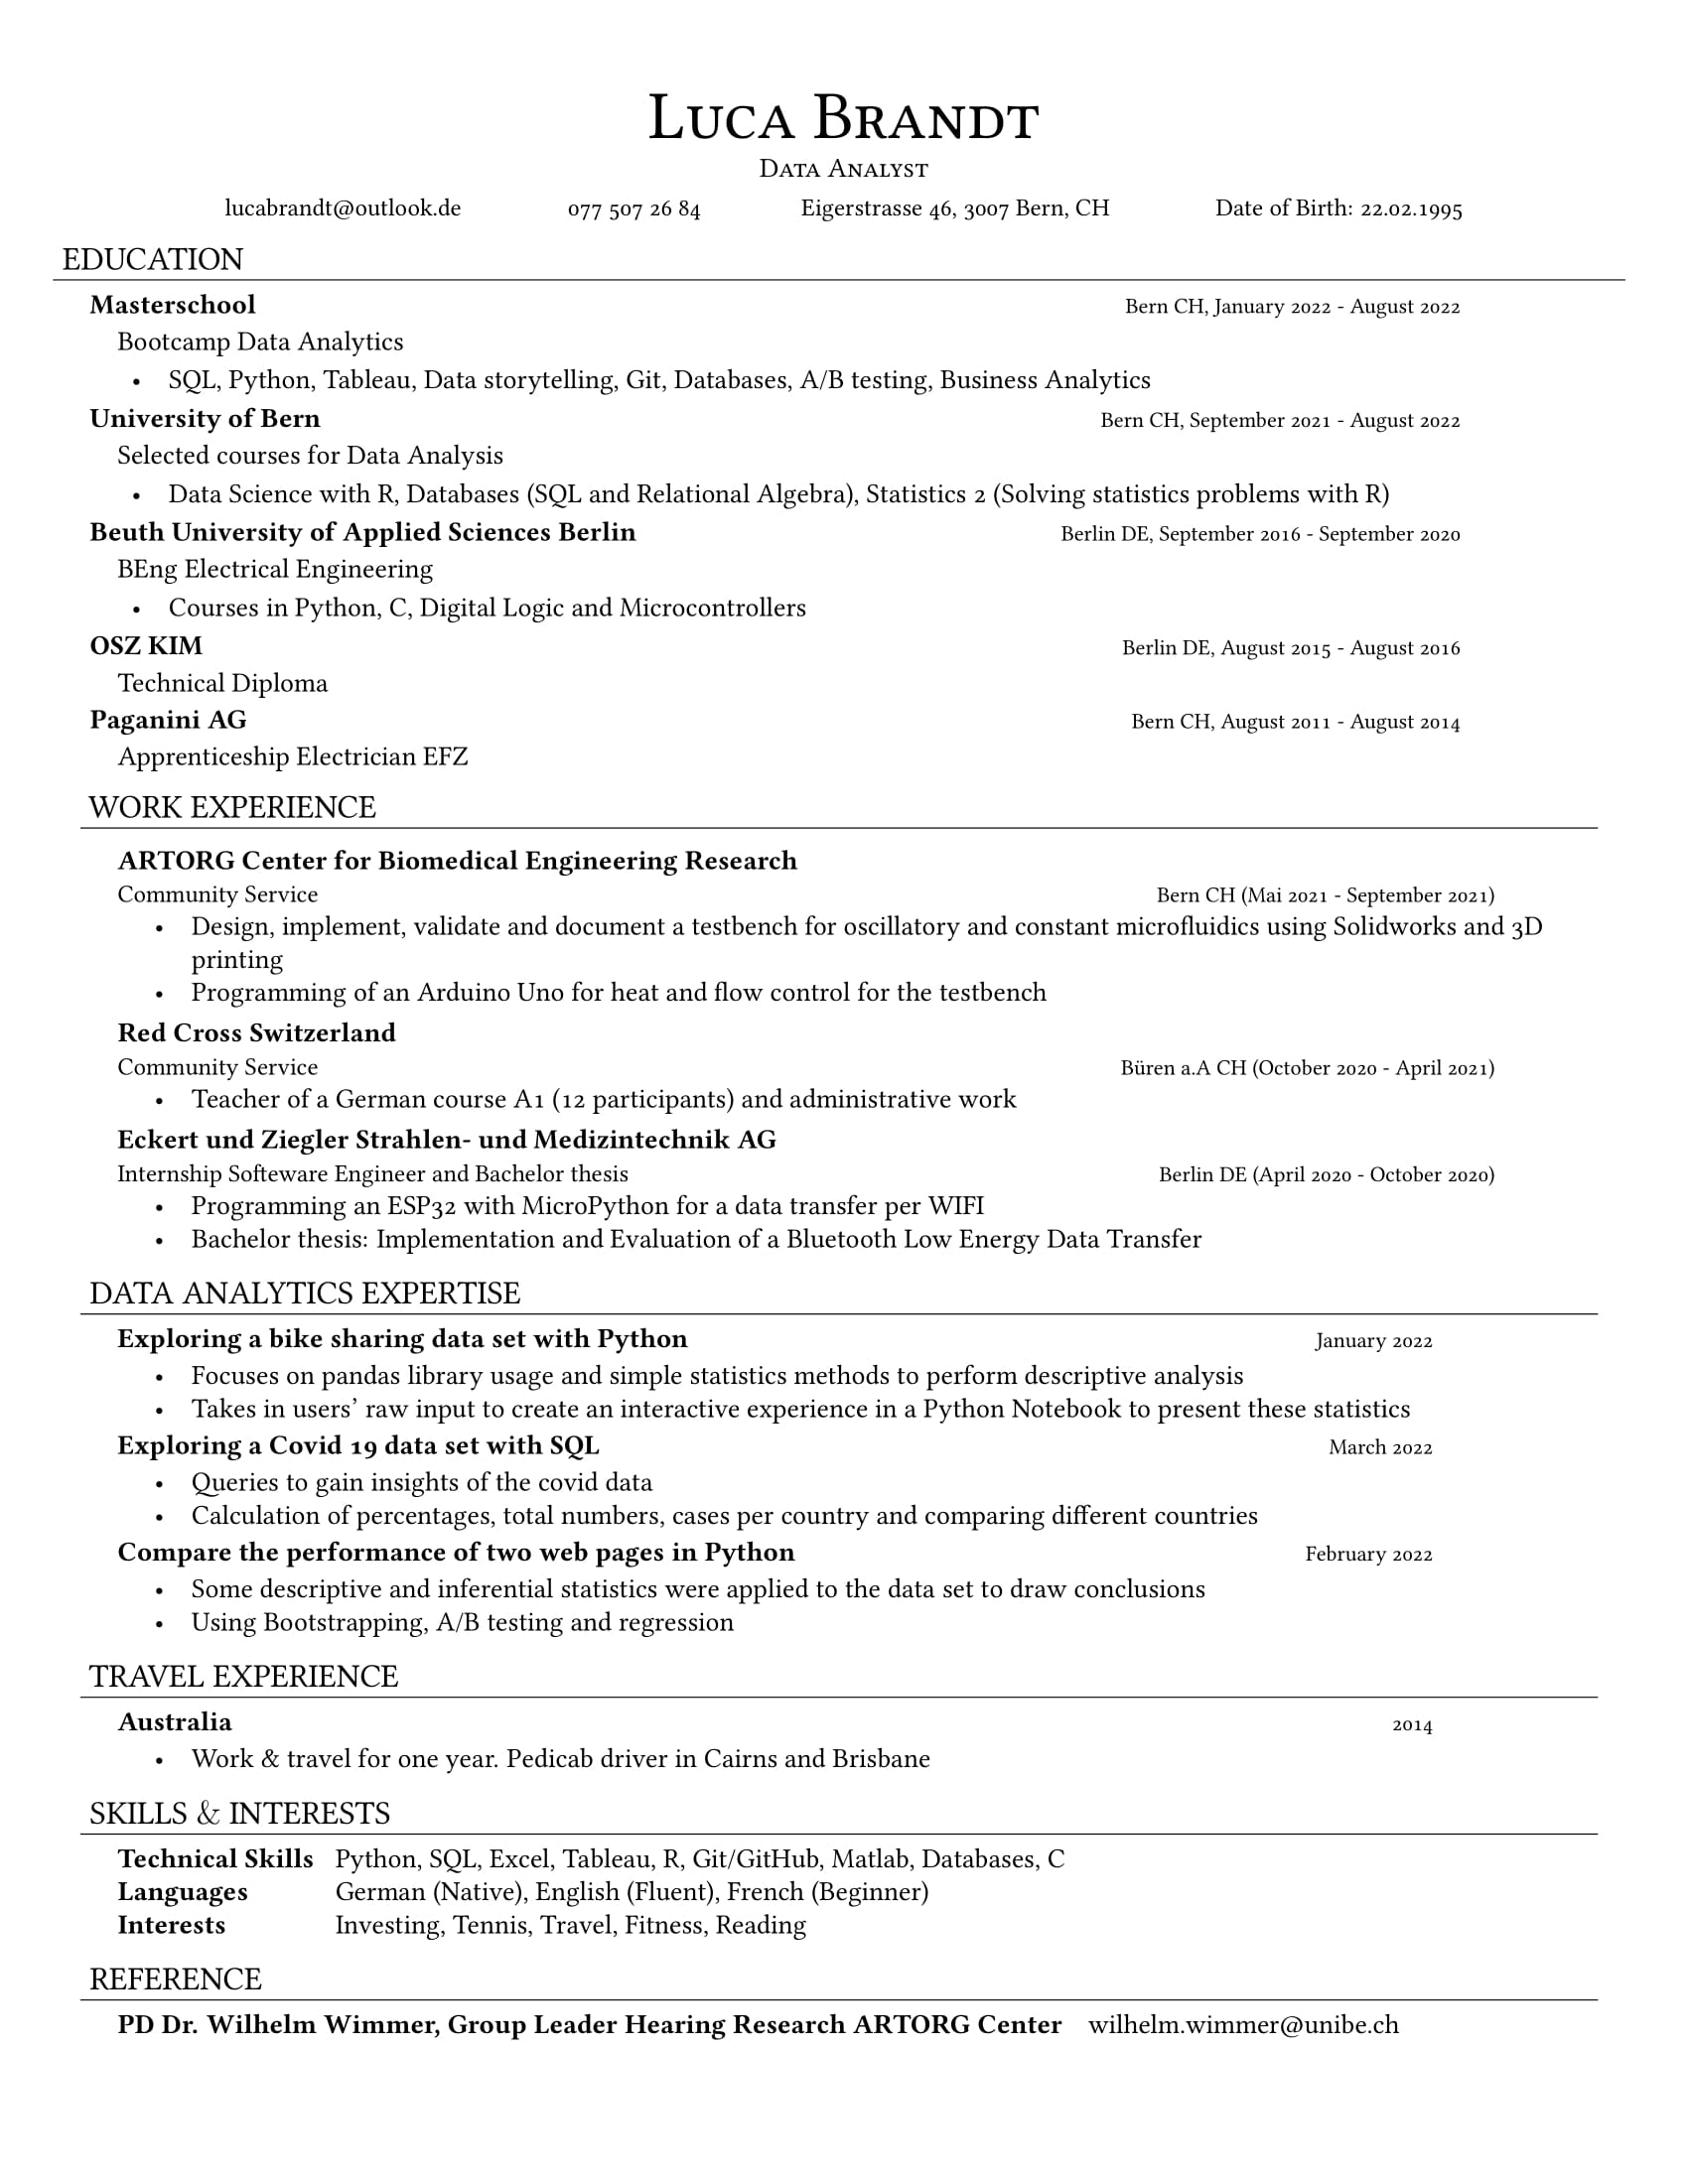 Luca Brandt
Data Analyst
lucabrandt@outlook.de 077 507 26 84 Eigerstrasse 46, 3007 Bern, CH Date of Birth: 22.02.1995
EDUCATION
Masterschool Bern CH, January 2022 - August 2022
Bootcamp Data Analytics
• SQL, Python, Tableau, Data storytelling, Git, Databases, A/B testing, Business Analytics
University of Bern Bern CH, September 2021 - August 2022
Selected courses for Data Analysis
• Data Science with R, Databases (SQL and Relational Algebra), Statistics 2 (Solving statistics problems with R)
Beuth University of Applied Sciences Berlin Berlin DE, September 2016 - September 2020
BEng Electrical Engineering
• Courses in Python, C, Digital Logic and Microcontrollers
OSZ KIM Berlin DE, August 2015 - August 2016
Technical Diploma
Paganini AG Bern CH, August 2011 - August 2014
Apprenticeship Electrician EFZ
WORK EXPERIENCE
ARTORG Center for Biomedical Engineering Research
Community Service Bern CH (Mai 2021 - September 2021)
• Design, implement, validate and document a testbench for oscillatory and constant microfluidics using Solidworks and 3D
printing
• Programming of an Arduino Uno for heat and flow control for the testbench
Red Cross Switzerland
Community Service Büren a.A CH (October 2020 - April 2021)
• Teacher of a German course A1 (12 participants) and administrative work
Eckert und Ziegler Strahlen- und Medizintechnik AG
Internship Softeware Engineer and Bachelor thesis Berlin DE (April 2020 - October 2020)
• Programming an ESP32 with MicroPython for a data transfer per WIFI
• Bachelor thesis: Implementation and Evaluation of a Bluetooth Low Energy Data Transfer
DATA ANALYTICS EXPERTISE
Exploring a bike sharing data set with Python January 2022
• Focuses on pandas library usage and simple statistics methods to perform descriptive analysis
• Takes in users’ raw input to create an interactive experience in a Python Notebook to present these statistics
Exploring a Covid 19 data set with SQL March 2022
• Queries to gain insights of the covid data
• Calculation of percentages, total numbers, cases per country and comparing different countries
Compare the performance of two web pages in Python February 2022
• Some descriptive and inferential statistics were applied to the data set to draw conclusions
• Using Bootstrapping, A/B testing and regression
TRAVEL EXPERIENCE
Australia 2014
• Work & travel for one year. Pedicab driver in Cairns and Brisbane
SKILLS & INTERESTS
Technical Skills Python, SQL, Excel, Tableau, R, Git/GitHub, Matlab, Databases, C
Languages German (Native), English (Fluent), French (Beginner)
Interests Investing, Tennis, Travel, Fitness, Reading
REFERENCE
PD Dr. Wilhelm Wimmer, Group Leader Hearing Research ARTORG Center wilhelm.wimmer@unibe.ch